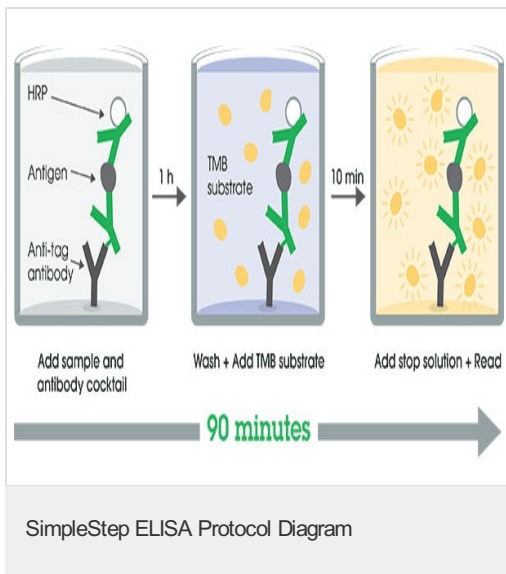 HRP
Antigen
Anti-tag
antibody
1 h
TMB
substrate
10 min
Add sample and
antibody cocktail
Wash + Add TMB substrate
Add stop solution + Read
90 minutes
SimpleStep ELISA Protocol Diagram